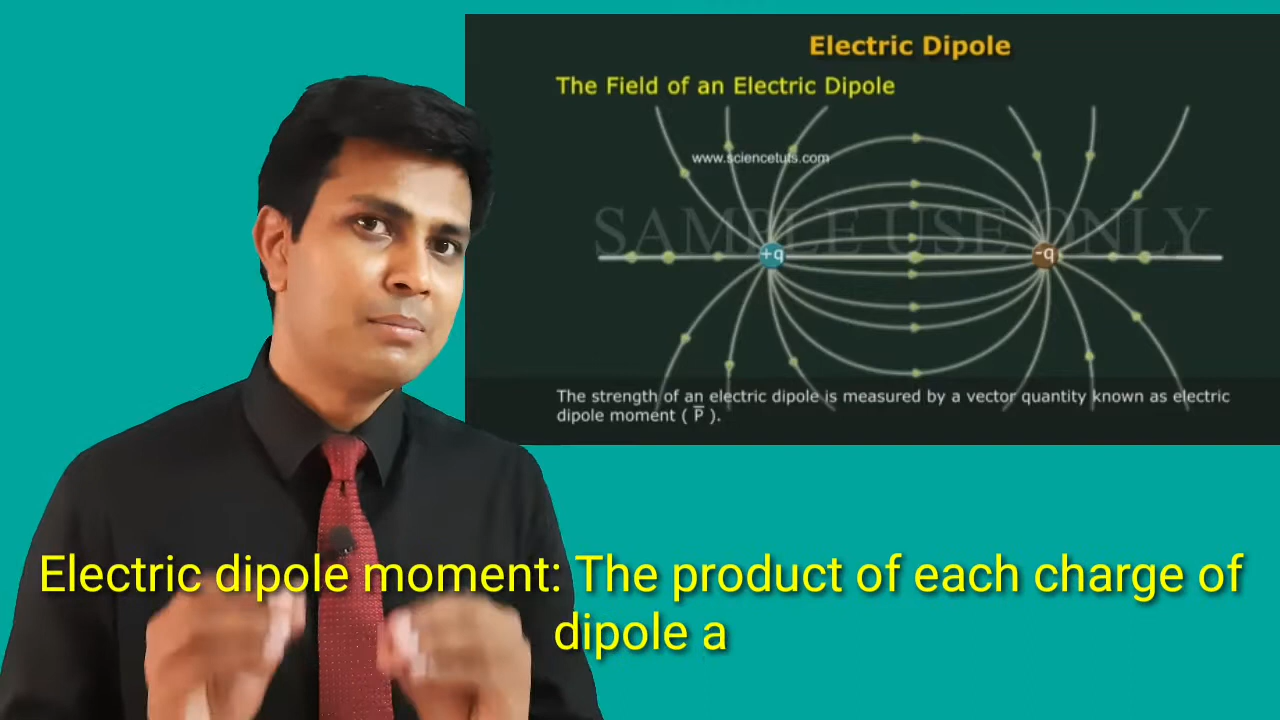 Electric Dipole
The Field of an Electric Dipole
www.sciencetuts.com
SAMPLE USE ONLY
+q
-q
The strength of an electric dipole is measured by a vector quantity known as electric
dipole moment ( P̅ ).
Electric dipole moment: The product of each charge of
dipole a